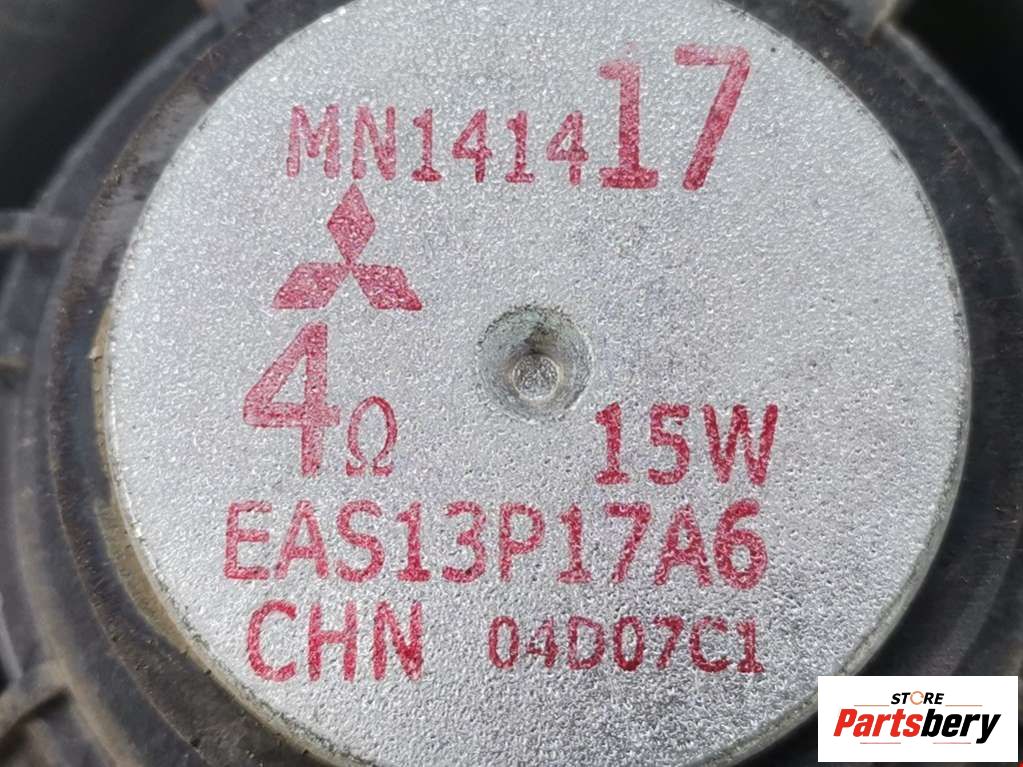 MN141417
4Ω 15W
EAS13P17A6
CHN 04D07C1
STORE
Partsbery